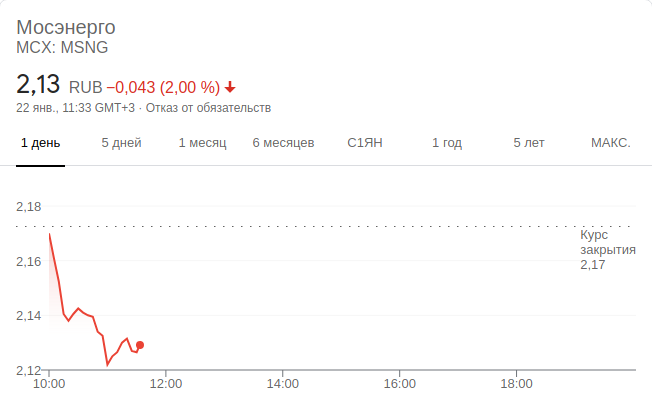 Мосэнерго
MCX: MSNG
2,13 RUB −0,043 (2,00 %)
22 янв., 11:33 GMT+3 · Отказ от обязательств
1 день 5 дней 1 месяц 6 месяцев С1ЯН 1 год 5 лет МАКС.
2,18
Курс
закрытия
2,17
2,16
2,14
2,12
10:00 12:00 14:00 16:00 18:00